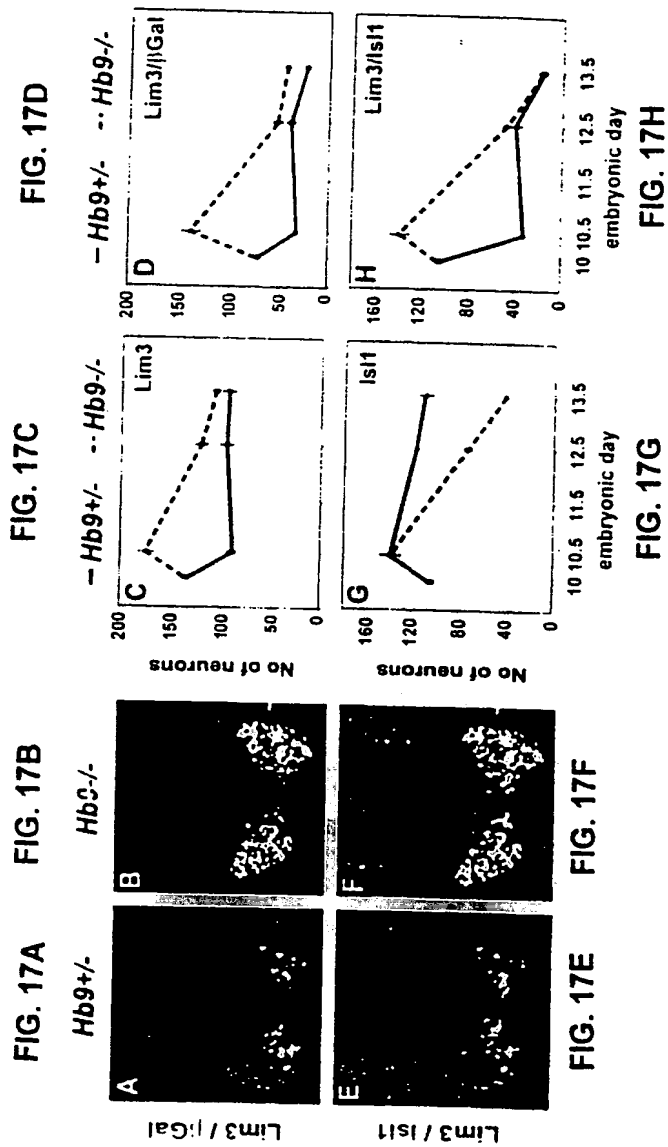 FIG. 17A
FIG. 17B
FIG. 17C
FIG. 17D
Hb9+/-
Hb9-/-
– Hb9+/- -- Hb9-/-
– Hb9+/- -- Hb9-/-
Lim3 / βGal
A
B
No of neurons
200
150
100
50
0
C
Lim3
200
150
100
50
0
D
Lim3/βGal
Lim3 / Isl1
E
F
160
120
80
40
0
G
Isl1
10 10.5 11.5 12.5 13.5
embryonic day
160
120
80
40
0
H
Lim3/Isl1
10 10.5 11.5 12.5 13.5
embryonic day
FIG. 17E
FIG. 17F
FIG. 17G
FIG. 17H